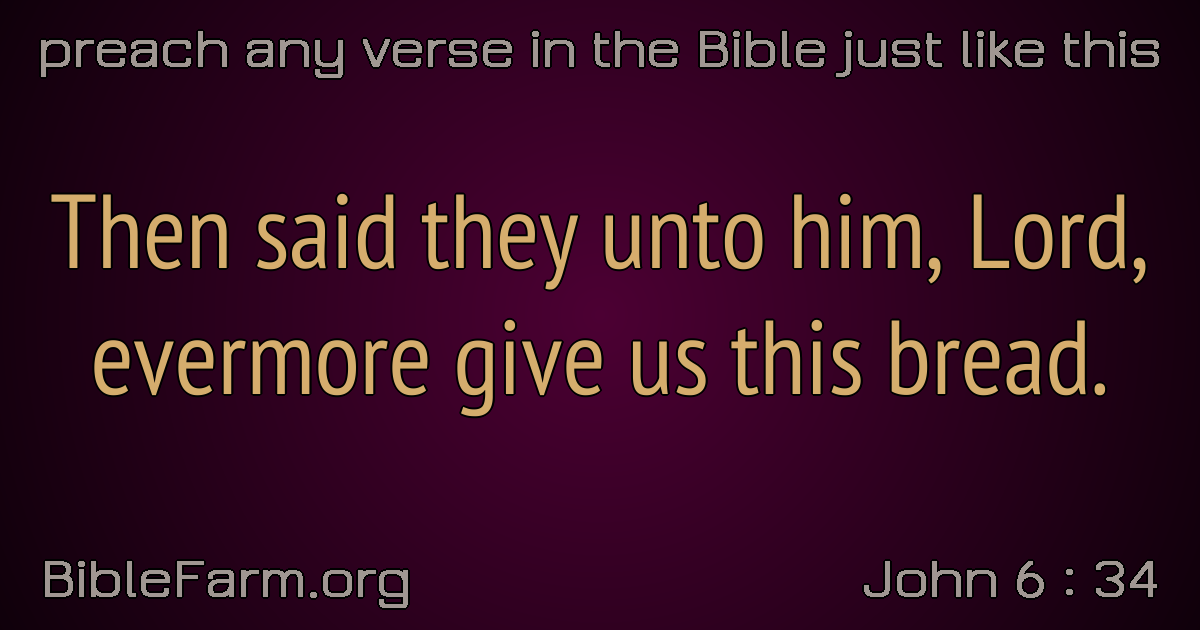 preach any verse in the Bible just like this
Then said they unto him, Lord,
evermore give us this bread.
BibleFarm.org
John 6 : 34